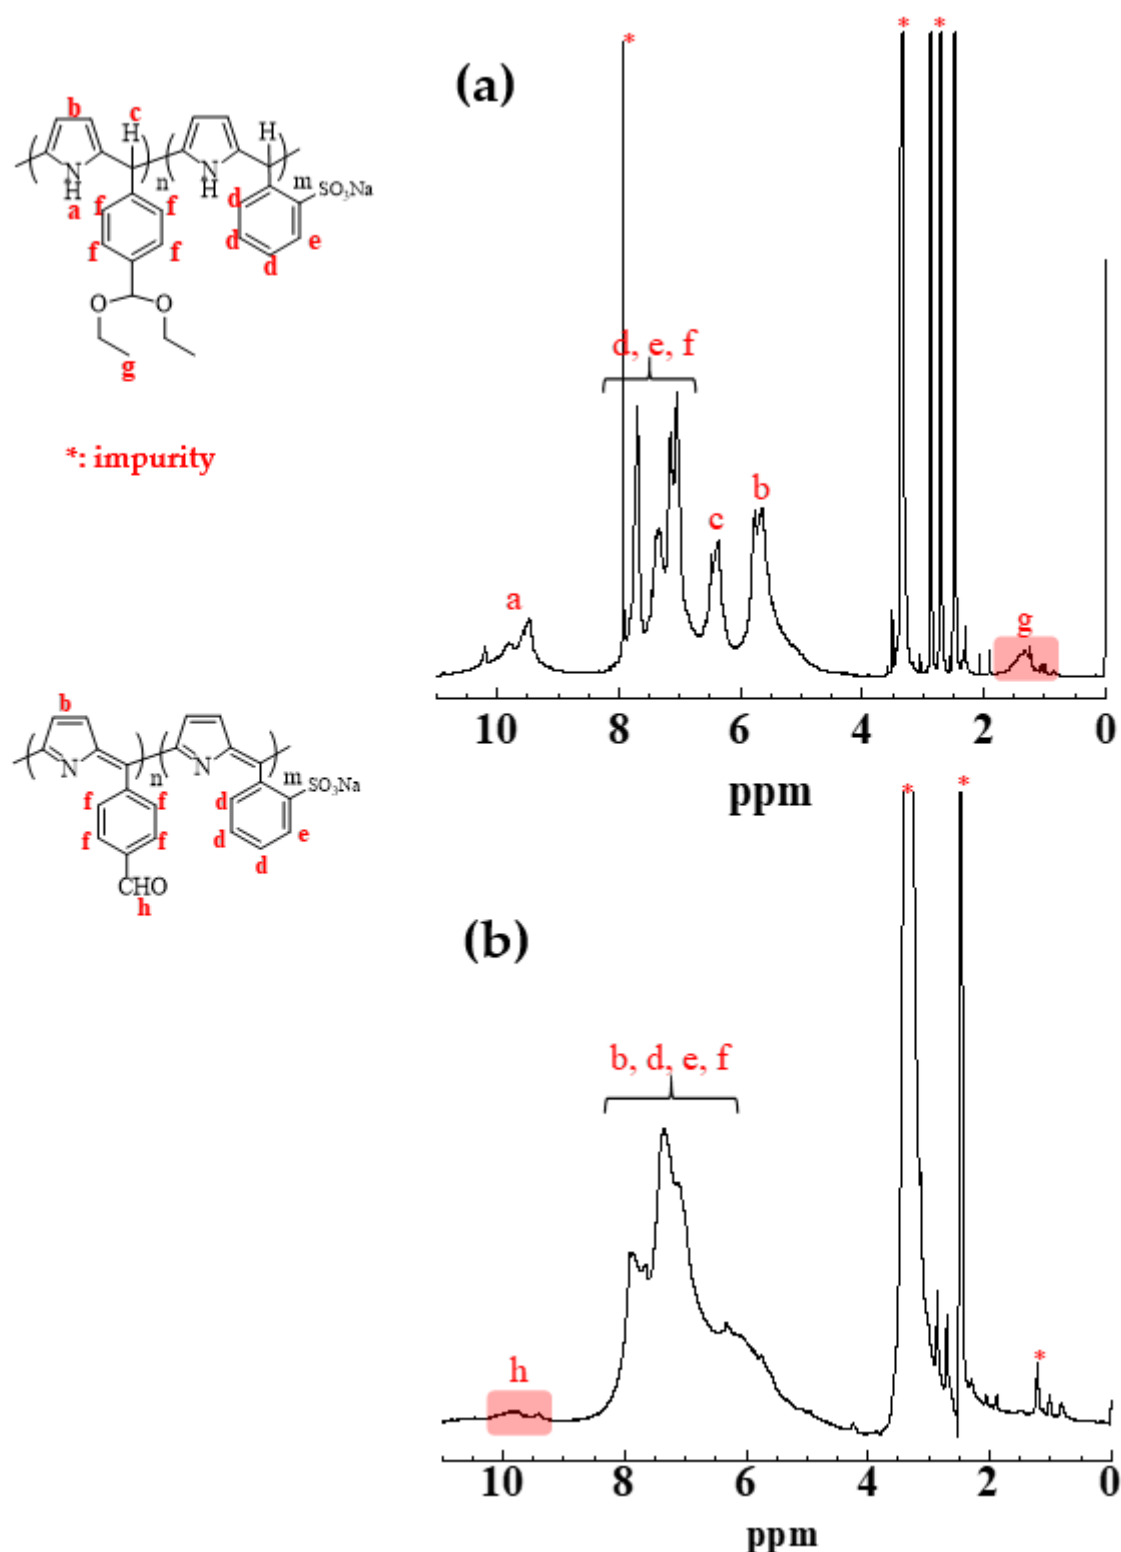 (a)
*
*
*
b
c
H
H
N
H
n
N
H
m
SO3Na
a
f
f
d
f
f
d
e
d
O
O
g
*: impurity
d, e, f
a
c
b
g
10
8
6
4
2
0
ppm
b
N
n
N
m
SO3Na
f
f
d
f
f
d
e
d
CHO
h
(b)
*
*
b, d, e, f
h
*
10
8
6
4
2
0
ppm